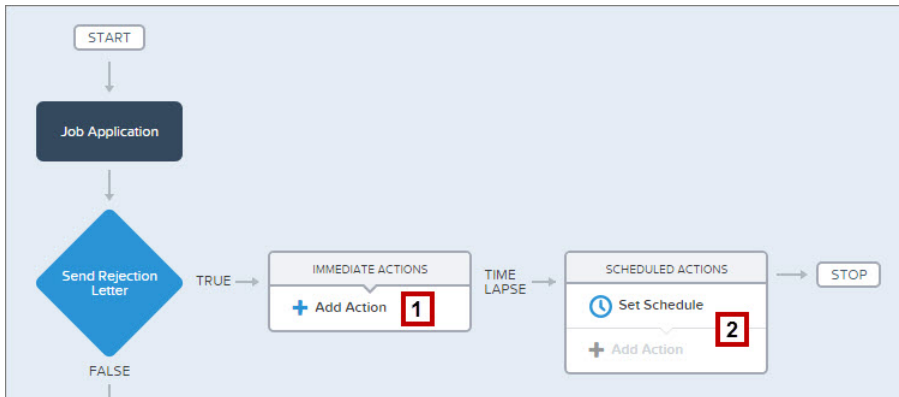 START
Job Application
Send Rejection
Letter
TRUE
IMMEDIATE ACTIONS
Add Action
1
TIME
LAPSE
SCHEDULED ACTIONS
Set Schedule
2
Add Action
STOP
FALSE